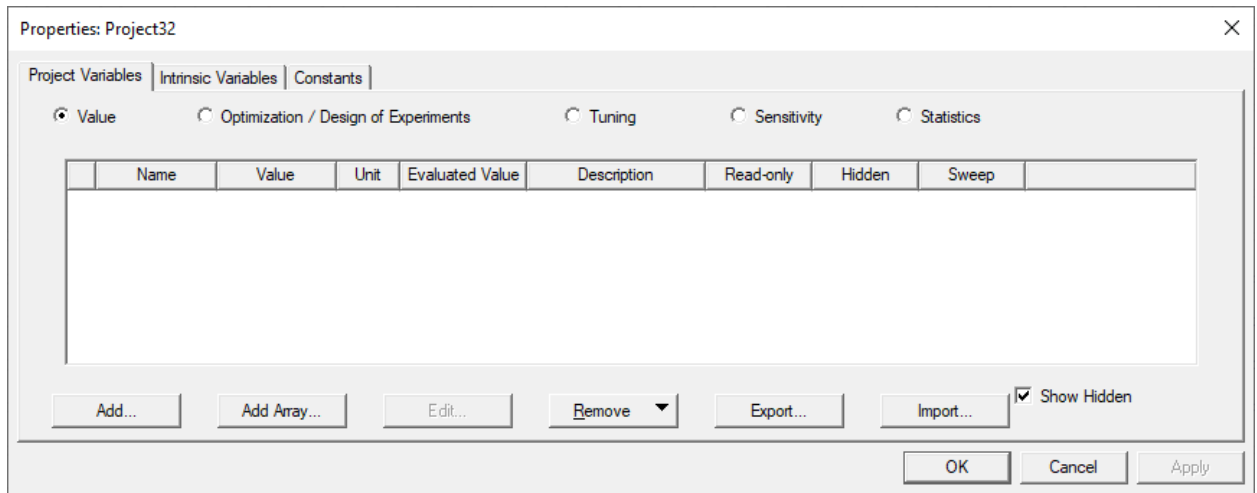 Properties: Project32
Project Variables Intrinsic Variables Constants
Value Optimization / Design of Experiments Tuning Sensitivity Statistics
Name Value Unit Evaluated Value Description Read-only Hidden Sweep
Add... Add Array... Edit... Remove Export... Import... Show Hidden
OK Cancel Apply